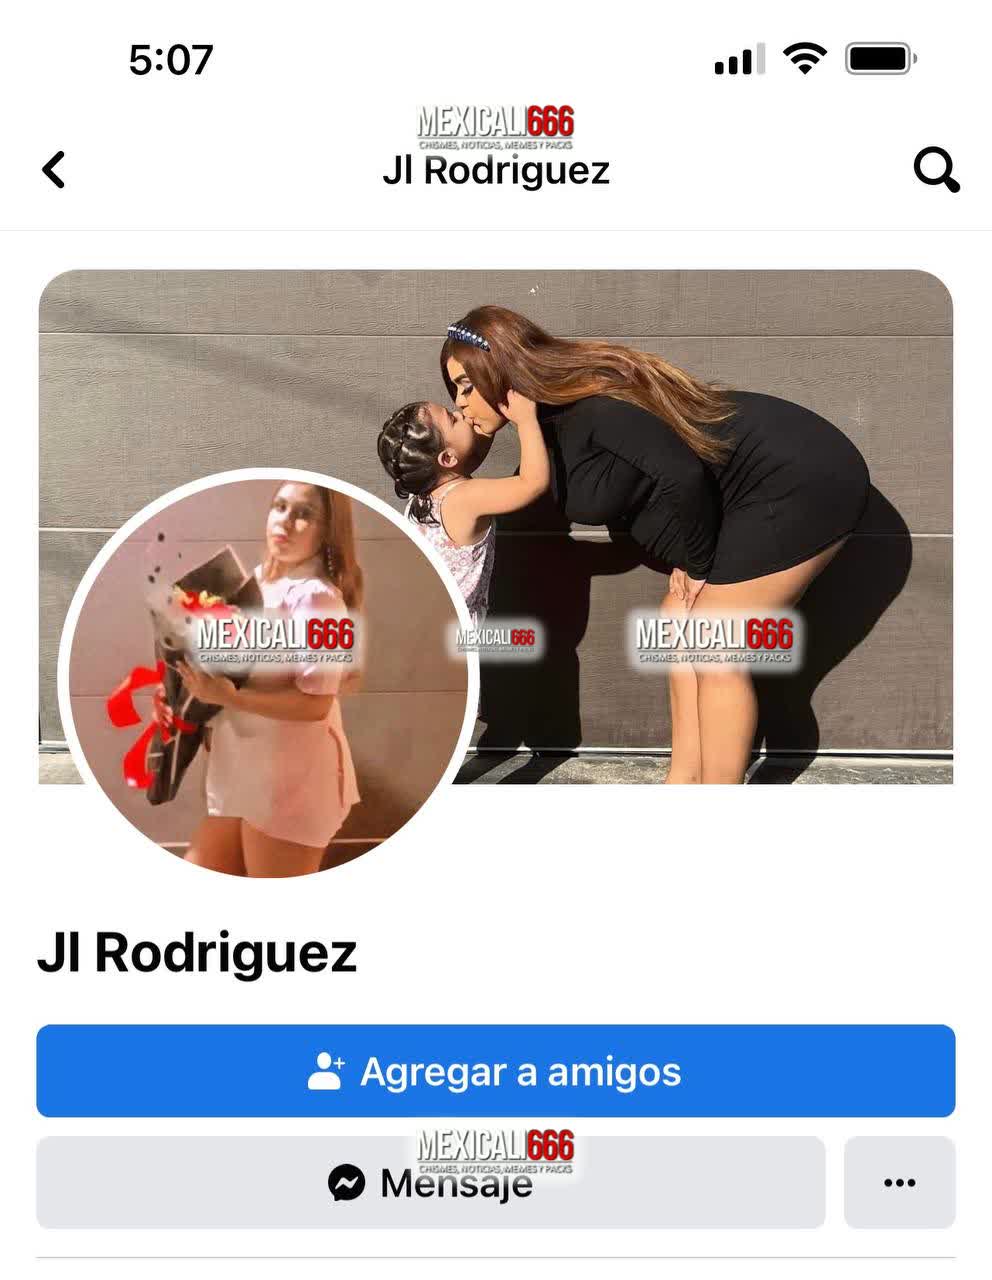 5:07
MEXICALI666
CHISMES, NOTICIAS, MEMES Y PACKS
Jl Rodriguez
MEXICALI666
CHISMES, NOTICIAS, MEMES Y PACKS
MEXICALI666
MEXICALI666
CHISMES, NOTICIAS, MEMES Y PACKS
Jl Rodriguez
Agregar a amigos
MEXICALI666
CHISMES, NOTICIAS, MEMES Y PACKS
Mensaje